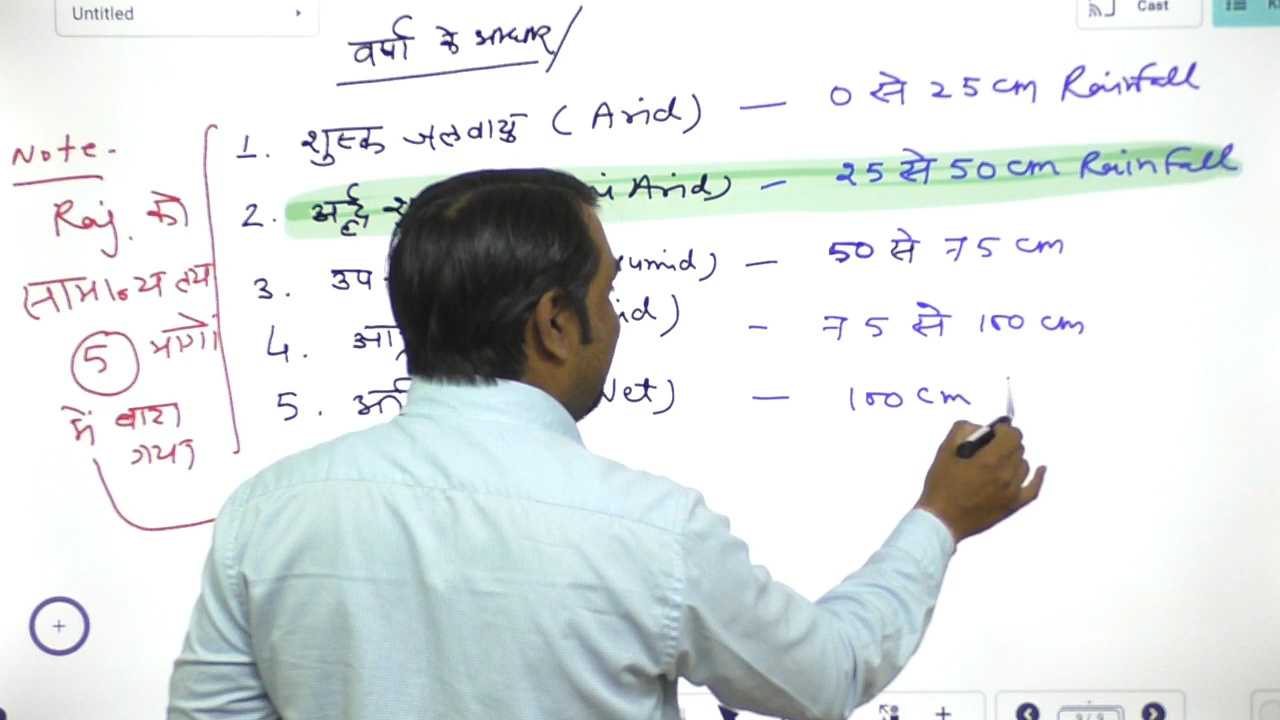 Untitled
Cast
वर्षा के आधार
1. शुष्क जलवायु (Arid) — 0 से 25 cm Rainfall
2. अर्द्ध Arid) — 25 से 50 cm RainFall
3. उप umid) — 50 से 75 cm
4. id) — 75 से 100 cm
5. Wet) — 100 cm
Note.
Raj. को
सामान्य तया
5 भागो
में बाटा
गया